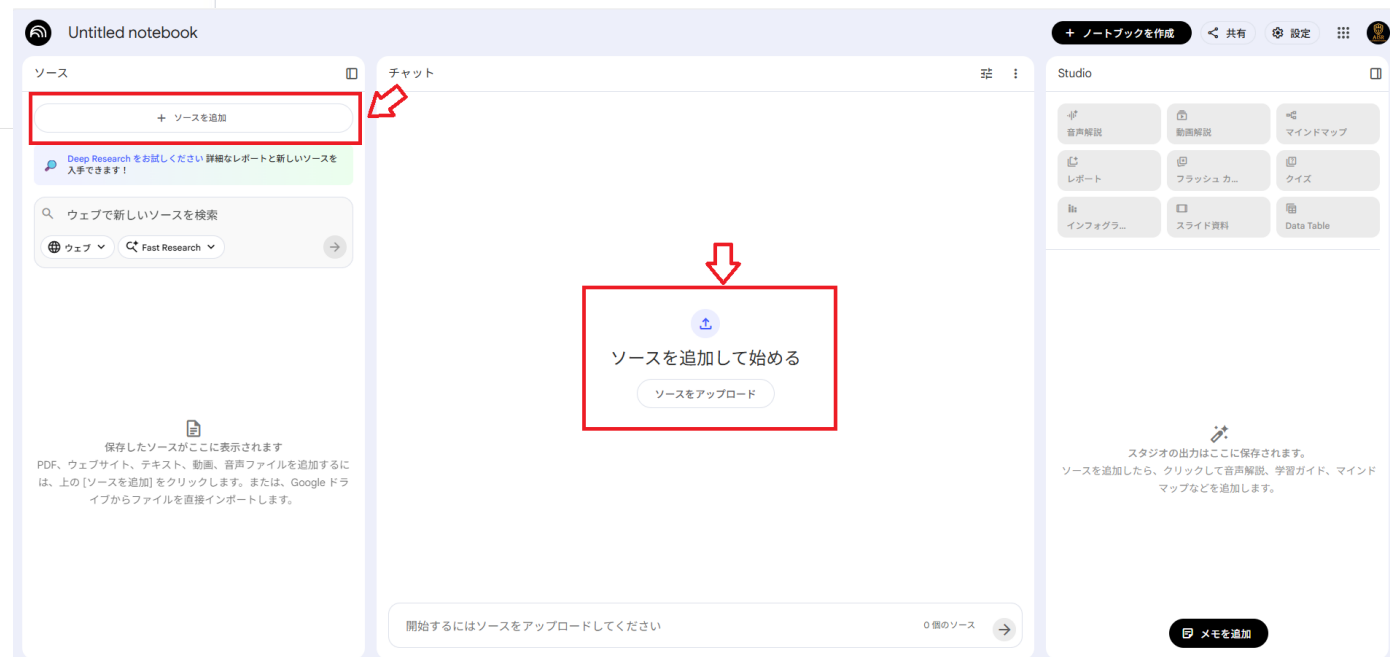 Untitled notebook
+ ノートブックを作成
共有
設定
ソース
+ ソースを追加
Deep Research をお試しください 詳細なレポートと新しいソースを
入手できます！
ウェブで新しいソースを検索
ウェブ
Fast Research
保存したソースがここに表示されます
PDF、ウェブサイト、テキスト、動画、音声ファイルを追加するに
は、上の [ソースを追加] をクリックします。または、Google ドラ
イブからファイルを直接インポートします。
チャット
ソースを追加して始める
ソースをアップロード
開始するにはソースをアップロードしてください
0 個のソース
Studio
音声解説
動画解説
マインドマップ
レポート
フラッシュ カ...
クイズ
インフォグラ...
スライド資料
Data Table
スタジオの出力はここに保存されます。
ソースを追加したら、クリックして音声解説、学習ガイド、マインド
マップなどを追加します。
メモを追加